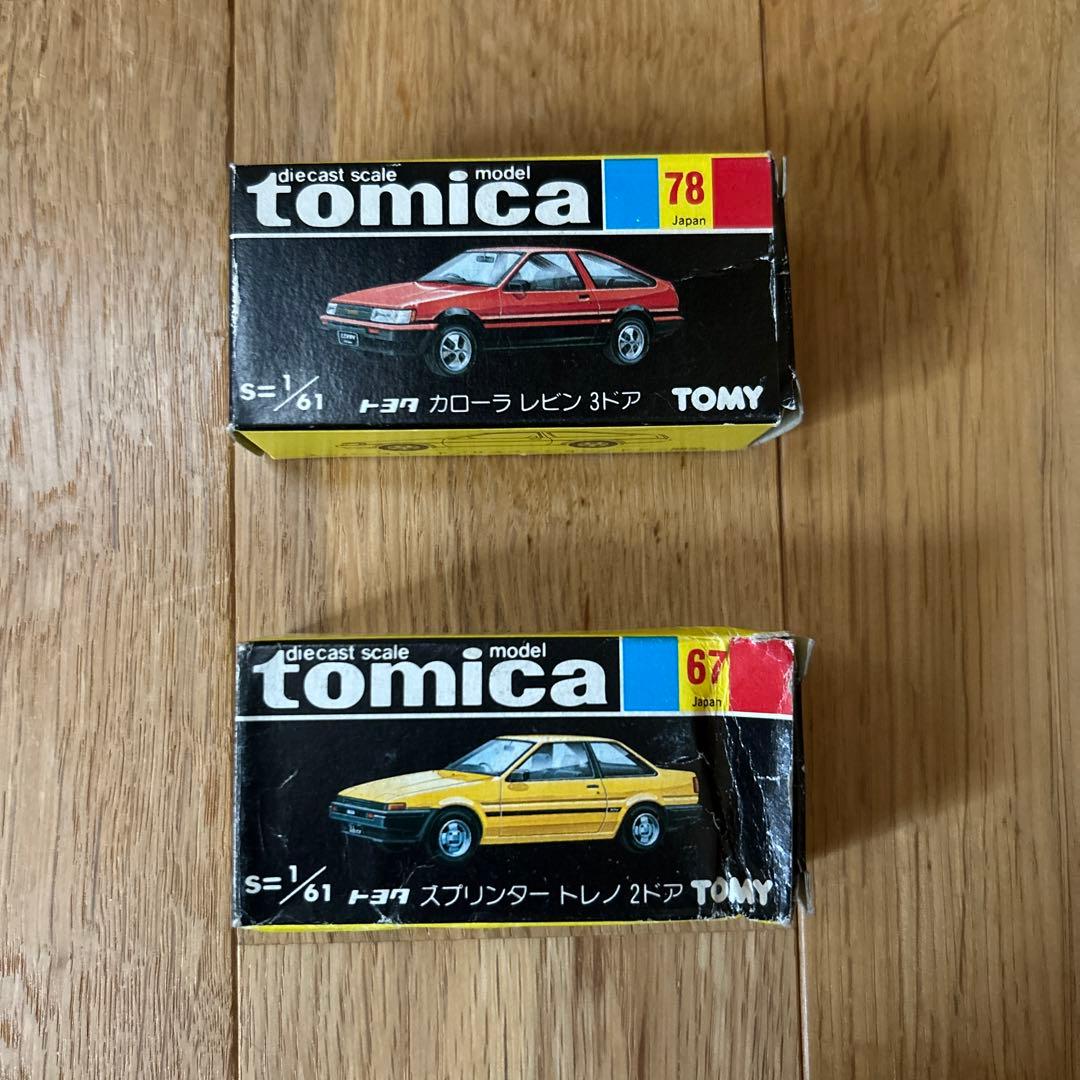 diecast scale model
tomica
78
Japan
S=1/61
トヨタ カローラ レビン 3ドア
TOMY
diecast scale model
tomica
67
Japan
S=1/61
トヨタ スプリンター トレノ 2ドア
TOMY